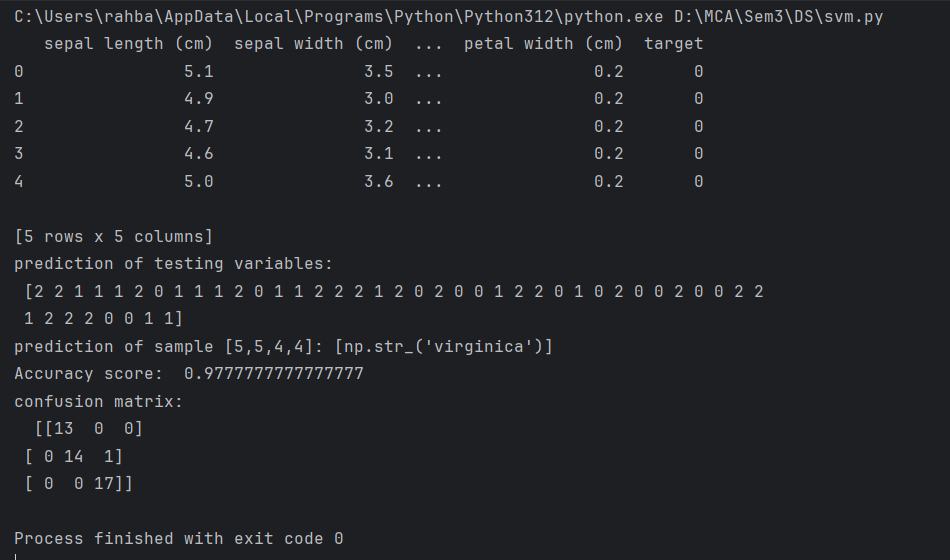 C:\Users\rahba\AppData\Local\Programs\Python\Python312\python.exe D:\MCA\Sem3\DS\svm.py
   sepal length (cm)  sepal width (cm)  ...  petal width (cm)  target
0                5.1               3.5  ...               0.2       0
1                4.9               3.0  ...               0.2       0
2                4.7               3.2  ...               0.2       0
3                4.6               3.1  ...               0.2       0
4                5.0               3.6  ...               0.2       0

[5 rows x 5 columns]
prediction of testing variables:
 [2 2 1 1 1 2 0 1 1 1 2 0 1 1 2 2 2 1 2 0 2 0 0 1 2 2 0 1 0 2 0 0 2 0 0 2 2
 1 2 2 2 0 0 1 1]
prediction of sample [5,5,4,4]: [np.str_('virginica')]
Accuracy score:  0.9777777777777777
confusion matrix:
  [[13  0  0]
 [ 0 14  1]
 [ 0  0 17]]

Process finished with exit code 0